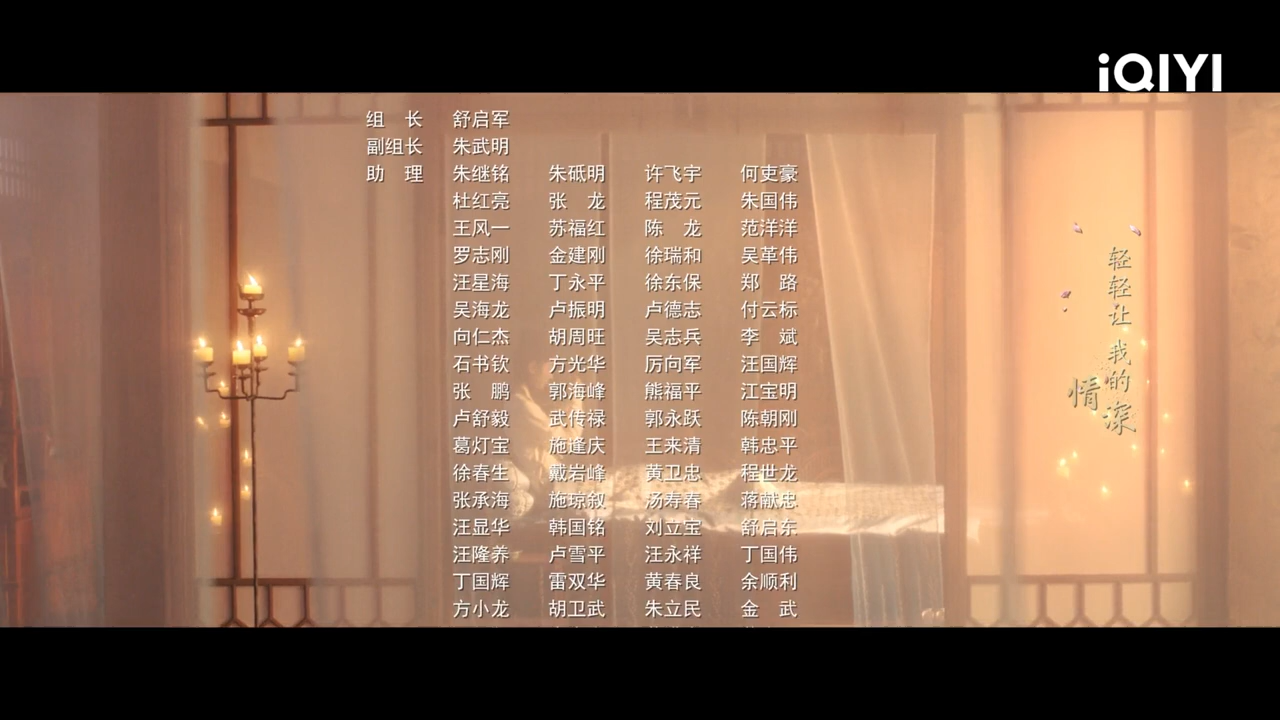 iQIYI
组 长 舒启军
副组长 朱武明
助 理 朱继铭 朱砥明 许飞宇 何吏豪
杜红亮 张 龙 程茂元 朱国伟
王风一 苏福红 陈 龙 范洋洋
罗志刚 金建刚 徐瑞和 吴革伟
汪星海 丁永平 徐东保 郑 路
吴海龙 卢振明 卢德志 付云标
向仁杰 胡周旺 吴志兵 李 斌
石书钦 方光华 厉向军 汪国辉
张 鹏 郭海峰 熊福平 江宝明
卢舒毅 武传禄 郭永跃 陈朝刚
葛灯宝 施逢庆 王来清 韩忠平
徐春生 戴岩峰 黄卫忠 程世龙
张承海 施琼叙 汤寿春 蒋献忠
汪显华 韩国铭 刘立宝 舒启东
汪隆养 卢雪平 汪永祥 丁国伟
丁国辉 雷双华 黄春良 余顺利
方小龙 胡卫武 朱立民 金 武
轻轻让我的深
情